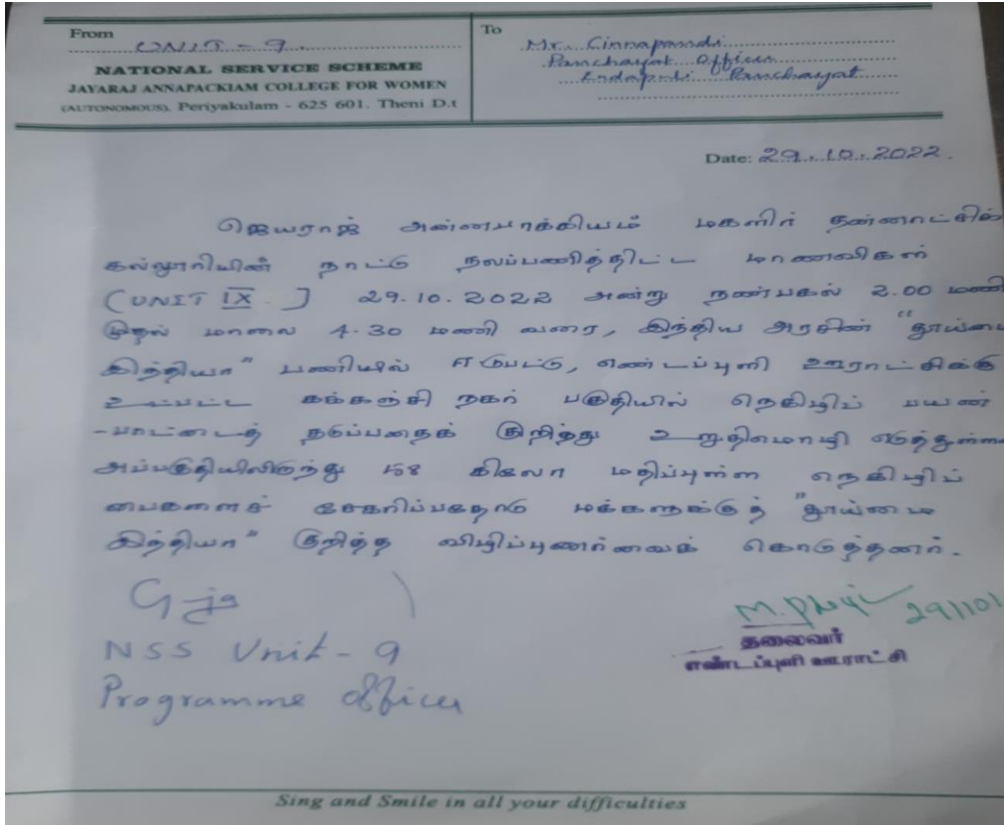 From
UNIT - 9.
NATIONAL SERVICE SCHEME
JAYARAJ ANNAPACKIAM COLLEGE FOR WOMEN
(AUTONOMOUS), Periyakulam - 625 601. Theni D.t
To
Mr. Cinnapandi
Panchayat Officer
Endapuli Panchayat
Date: 29.10.2022.
ஜெயராஜ் அன்னபாக்கியம் மகளிர் தன்னாட்சிக்
கல்லூரியின் நாட்டு நலப்பணித்திட்ட மாணவிகள்
(UNIT IX ) 29.10.2022 அன்று நண்பகல் 2.00 மணி
முதல் மாலை 4.30 மணி வரை, இந்திய அரசின் "தூய்மை
இந்தியா" பணியில் ஈடுபட்டு, எண்டப்புளி ஊராட்சிக்கு
உட்பட்ட கக்கஞ்சி நகர் பகுதியில் நெகிழிப் பயன்
-பாட்டைத் தடுப்பதைக் குறித்து உறுதிமொழி எடுத்துள்ள
அப்பகுதியிலிருந்து 58 கிலோ மதிப்புள்ள நெகிழிப்
பைகளைச் சேகரிப்பதோடு மக்களுக்குத் "தூய்மை
இந்தியா" குறித்த விழிப்புணர்வைக் கொடுத்தனர்.
NSS Unit - 9
Programme Officer
29/10/
தலைவர்
எண்டப்புளி ஊராட்சி
Sing and Smile in all your difficulties